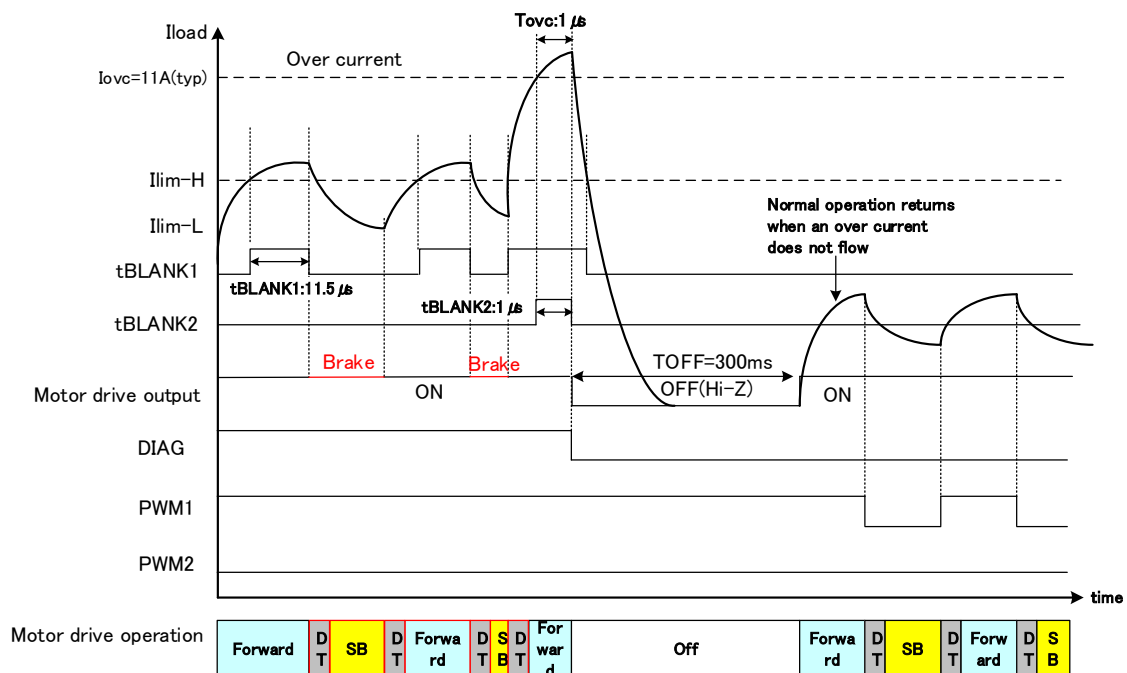 Tovc:1 μs
Iload
Over current
Iovc=11A(typ)
Ilim-H
Normal operation returns
when an over current
does not flow
Ilim-L
tBLANK1
tBLANK1:11.5 μs
tBLANK2:1 μs
tBLANK2
Brake
Brake
TOFF=300ms
Motor drive output
ON
OFF(Hi-Z)
ON
DIAG
PWM1
PWM2
time
Motor drive operation
Forward
D
T
SB
D
T
Forwa
rd
D
T
S
B
D
T
For
war
d
Off
Forwa
rd
D
T
SB
D
T
Forw
ard
D
T
S
B